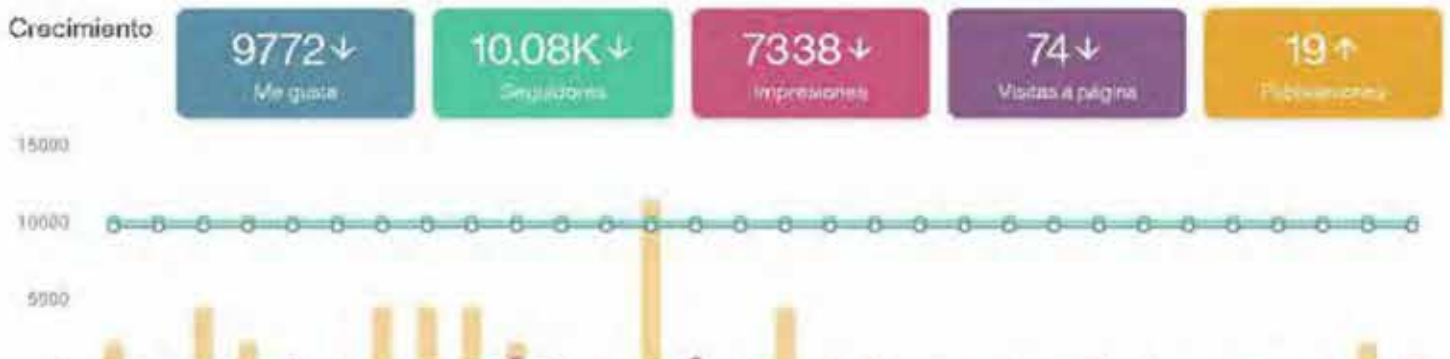 Crecimiento
9772↓
Me gusta
10.08K↓
Seguidores
7338↓
Impresiones
74↓
Visitas a página
19↑
Publicaciones
15000
10000
5000